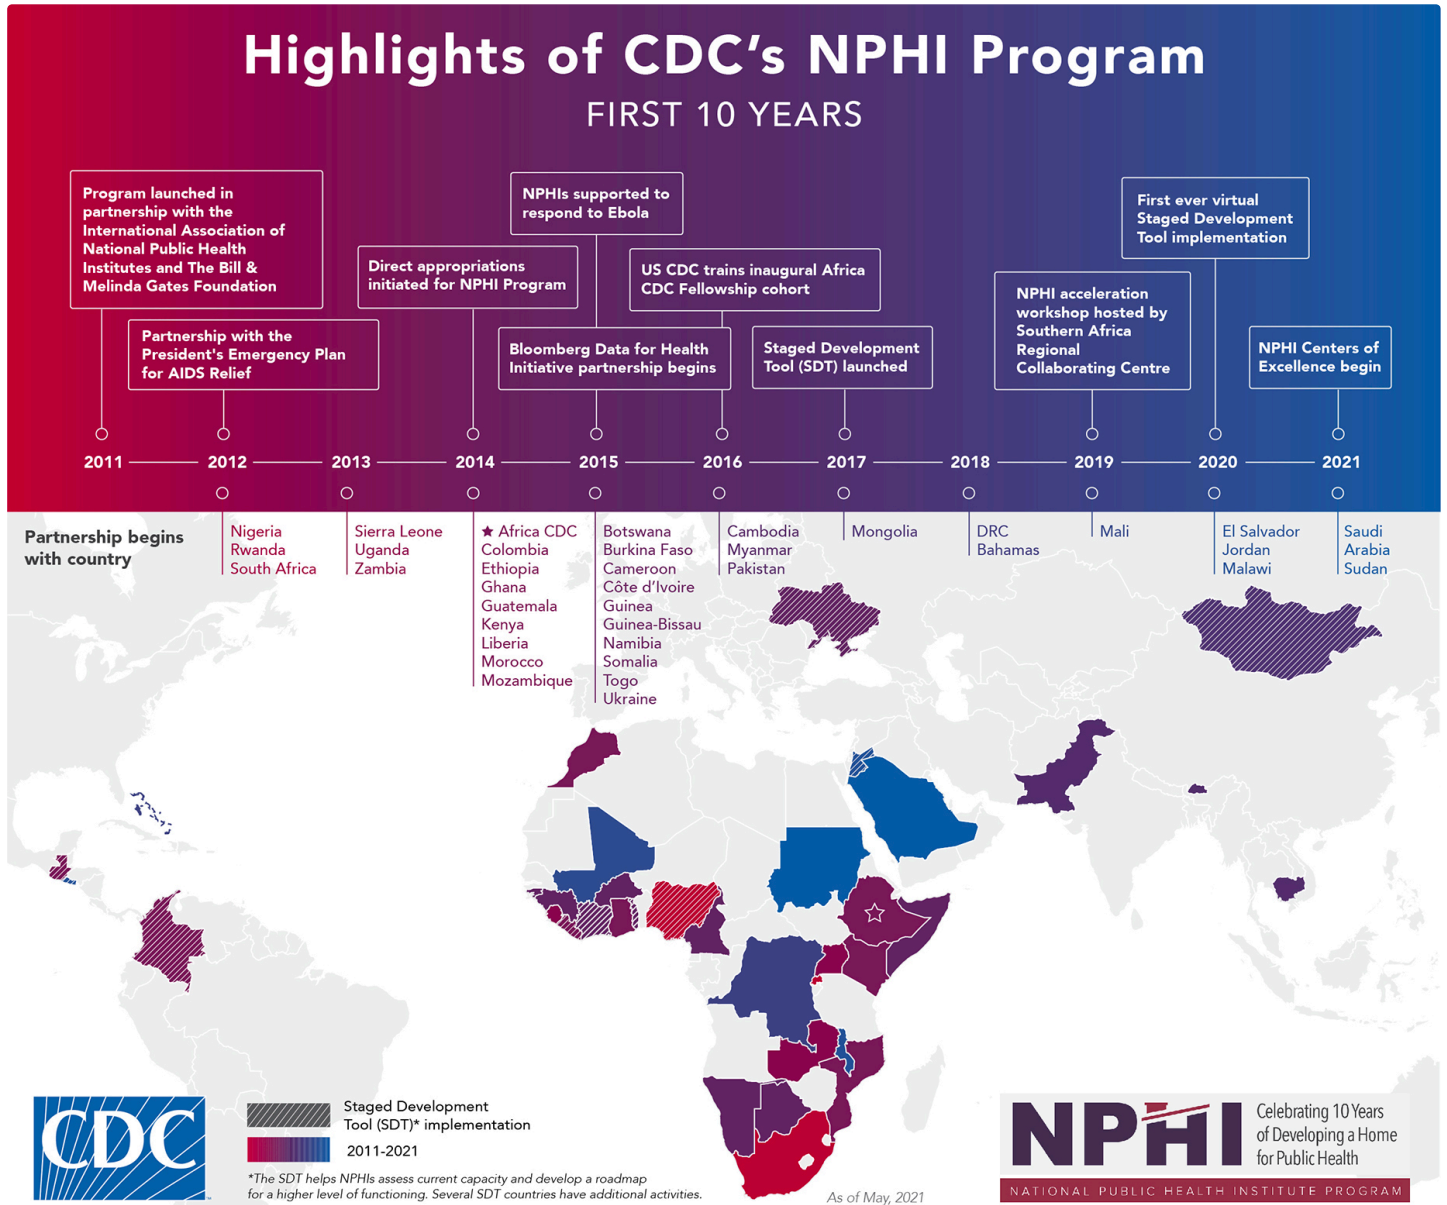 Highlights of CDC's NPHI Program
FIRST 10 YEARS
Program launched in
partnership with the
International Association of
National Public Health
Institutes and The Bill &
Melinda Gates Foundation
Partnership with the
President's Emergency Plan
for AIDS Relief
Direct appropriations
initiated for NPHI Program
NPHIs supported to
respond to Ebola
Bloomberg Data for Health
Initiative partnership begins
US CDC trains inaugural Africa
CDC Fellowship cohort
Staged Development
Tool (SDT) launched
NPHI acceleration
workshop hosted by
Southern Africa
Regional
Collaborating Centre
First ever virtual
Staged Development
Tool implementation
NPHI Centers of
Excellence begin
2011
2012
2013
2014
2015
2016
2017
2018
2019
2020
2021
Partnership begins
with country
Nigeria
Rwanda
South Africa
Sierra Leone
Uganda
Zambia
★ Africa CDC
Colombia
Ethiopia
Ghana
Guatemala
Kenya
Liberia
Morocco
Mozambique
Botswana
Burkina Faso
Cameroon
Côte d'Ivoire
Guinea
Guinea-Bissau
Namibia
Somalia
Togo
Ukraine
Cambodia
Myanmar
Pakistan
Mongolia
DRC
Bahamas
Mali
El Salvador
Jordan
Malawi
Saudi
Arabia
Sudan
CDC
Staged Development
Tool (SDT)* implementation
2011-2021
*The SDT helps NPHIs assess current capacity and develop a roadmap
for a higher level of functioning. Several SDT countries have additional activities.
As of May, 2021
NPHI
Celebrating 10 Years
of Developing a Home
for Public Health
NATIONAL PUBLIC HEALTH INSTITUTE PROGRAM